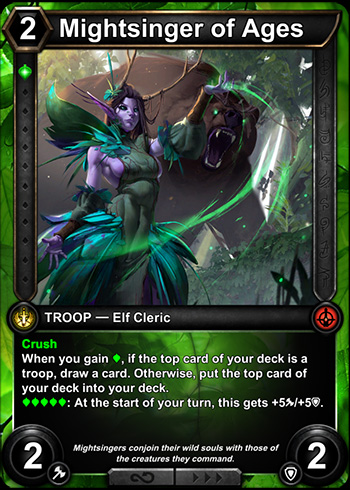 2 Mightsinger of Ages
TROOP — Elf Cleric
Crush
When you gain ♦, if the top card of your deck is a
troop, draw a card. Otherwise, put the top card of
your deck into your deck.
♦♦♦♦♦: At the start of your turn, this gets +5/+5.
Mightsingers conjoin their wild souls with those of
the creatures they command.
2 2